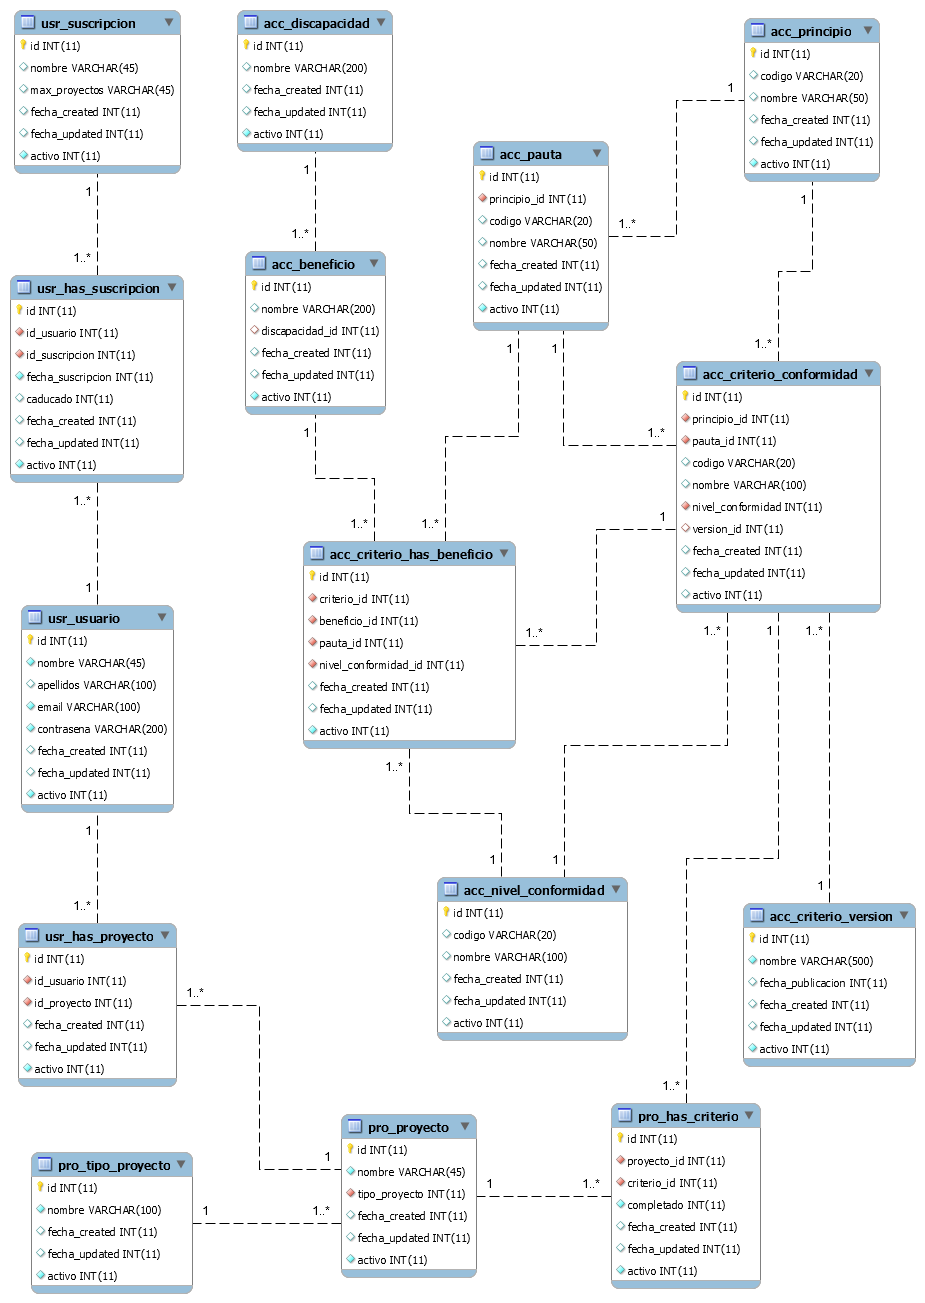 usr_suscripcion
id INT(11)
nombre VARCHAR(45)
max_proyectos VARCHAR(45)
fecha_created INT(11)
fecha_updated INT(11)
activo INT(11)
1
1..*
usr_has_suscripcion
id INT(11)
id_usuario INT(11)
id_suscripcion INT(11)
fecha_suscripcion INT(11)
caducado INT(11)
fecha_created INT(11)
fecha_updated INT(11)
activo INT(11)
1..*
1
usr_usuario
id INT(11)
nombre VARCHAR(45)
apellidos VARCHAR(100)
email VARCHAR(100)
contrasena VARCHAR(200)
fecha_created INT(11)
fecha_updated INT(11)
activo INT(11)
1
1..*
usr_has_proyecto
id INT(11)
id_usuario INT(11)
id_proyecto INT(11)
fecha_created INT(11)
fecha_updated INT(11)
activo INT(11)
1..*
1
pro_tipo_proyecto
id INT(11)
nombre VARCHAR(100)
fecha_created INT(11)
fecha_updated INT(11)
activo INT(11)
1
1..*
acc_discapacidad
id INT(11)
nombre VARCHAR(200)
fecha_created INT(11)
fecha_updated INT(11)
activo INT(11)
1
1..*
acc_beneficio
id INT(11)
nombre VARCHAR(200)
discapacidad_id INT(11)
fecha_created INT(11)
fecha_updated INT(11)
activo INT(11)
1
1..*
acc_pauta
id INT(11)
principio_id INT(11)
codigo VARCHAR(20)
nombre VARCHAR(50)
fecha_created INT(11)
fecha_updated INT(11)
activo INT(11)
1
1
1..*
1..*
1..*
1
acc_principio
id INT(11)
codigo VARCHAR(20)
nombre VARCHAR(50)
fecha_created INT(11)
fecha_updated INT(11)
activo INT(11)
1
1..*
acc_criterio_conformidad
id INT(11)
principio_id INT(11)
pauta_id INT(11)
codigo VARCHAR(20)
nombre VARCHAR(100)
nivel_conformidad INT(11)
version_id INT(11)
fecha_created INT(11)
fecha_updated INT(11)
activo INT(11)
1
1..*
1..*
1
1..*
acc_criterio_has_beneficio
id INT(11)
criterio_id INT(11)
beneficio_id INT(11)
pauta_id INT(11)
nivel_conformidad_id INT(11)
fecha_created INT(11)
fecha_updated INT(11)
activo INT(11)
1..*
1
1
acc_nivel_conformidad
id INT(11)
codigo VARCHAR(20)
nombre VARCHAR(100)
fecha_created INT(11)
fecha_updated INT(11)
activo INT(11)
1
acc_criterio_version
id INT(11)
nombre VARCHAR(500)
fecha_publicacion INT(11)
fecha_created INT(11)
fecha_updated INT(11)
activo INT(11)
pro_proyecto
id INT(11)
nombre VARCHAR(45)
tipo_proyecto INT(11)
fecha_created INT(11)
fecha_updated INT(11)
activo INT(11)
1
1..*
1..*
pro_has_criterio
id INT(11)
proyecto_id INT(11)
criterio_id INT(11)
completado INT(11)
fecha_created INT(11)
fecha_updated INT(11)
activo INT(11)